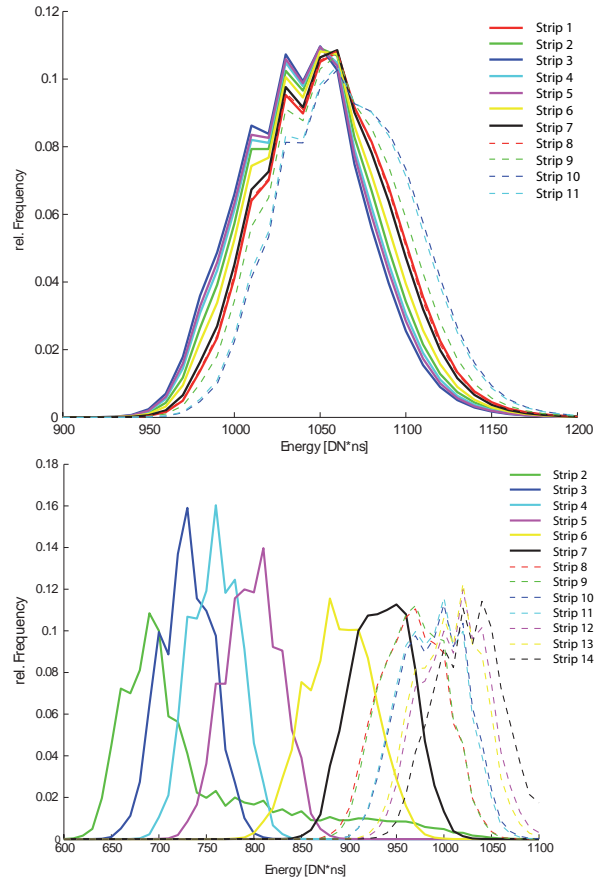 0.12
0.1
0.08
0.06
0.04
0.02
0
rel. Frequency
900
950
1000
1050
1100
1150
1200
Energy [DN*ns]
Strip 1
Strip 2
Strip 3
Strip 4
Strip 5
Strip 6
Strip 7
Strip 8
Strip 9
Strip 10
Strip 11
0.18
0.16
0.14
0.12
0.1
0.08
0.06
0.04
0.02
0
rel. Frequency
600
650
700
750
800
850
900
950
1000
1050
1100
Energy [DN*ns]
Strip 2
Strip 3
Strip 4
Strip 5
Strip 6
Strip 7
Strip 8
Strip 9
Strip 10
Strip 11
Strip 12
Strip 13
Strip 14